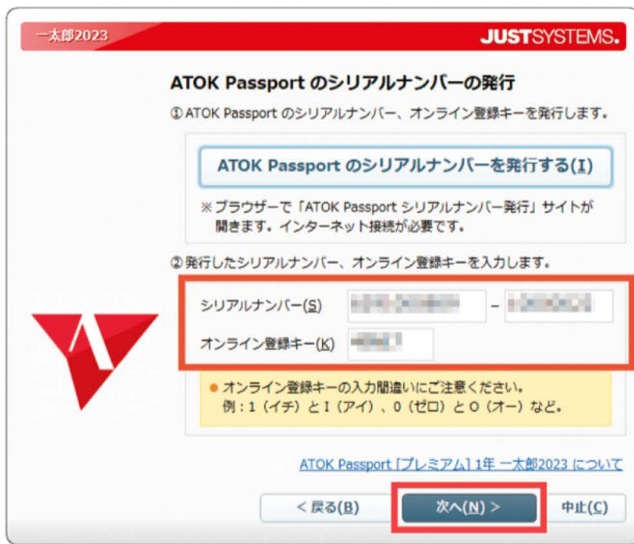 一太郎2023
JUSTSYSTEMS.
ATOK Passport のシリアルナンバーの発行
①ATOK Passport のシリアルナンバー、オンライン登録キーを発行します。
ATOK Passport のシリアルナンバーを発行する(I)
※ブラウザーで「ATOK Passport シリアルナンバー発行」サイトが
開きます。インターネット接続が必要です。
②発行したシリアルナンバー、オンライン登録キーを入力します。
シリアルナンバー(S) –
オンライン登録キー(K)
● オンライン登録キーの入力間違いにご注意ください。
例：1（イチ）とI（アイ）、0（ゼロ）とO（オー）など。
ATOK Passport [プレミアム] 1年 一太郎2023 について
< 戻る(B) 次へ(N) > 中止(C)